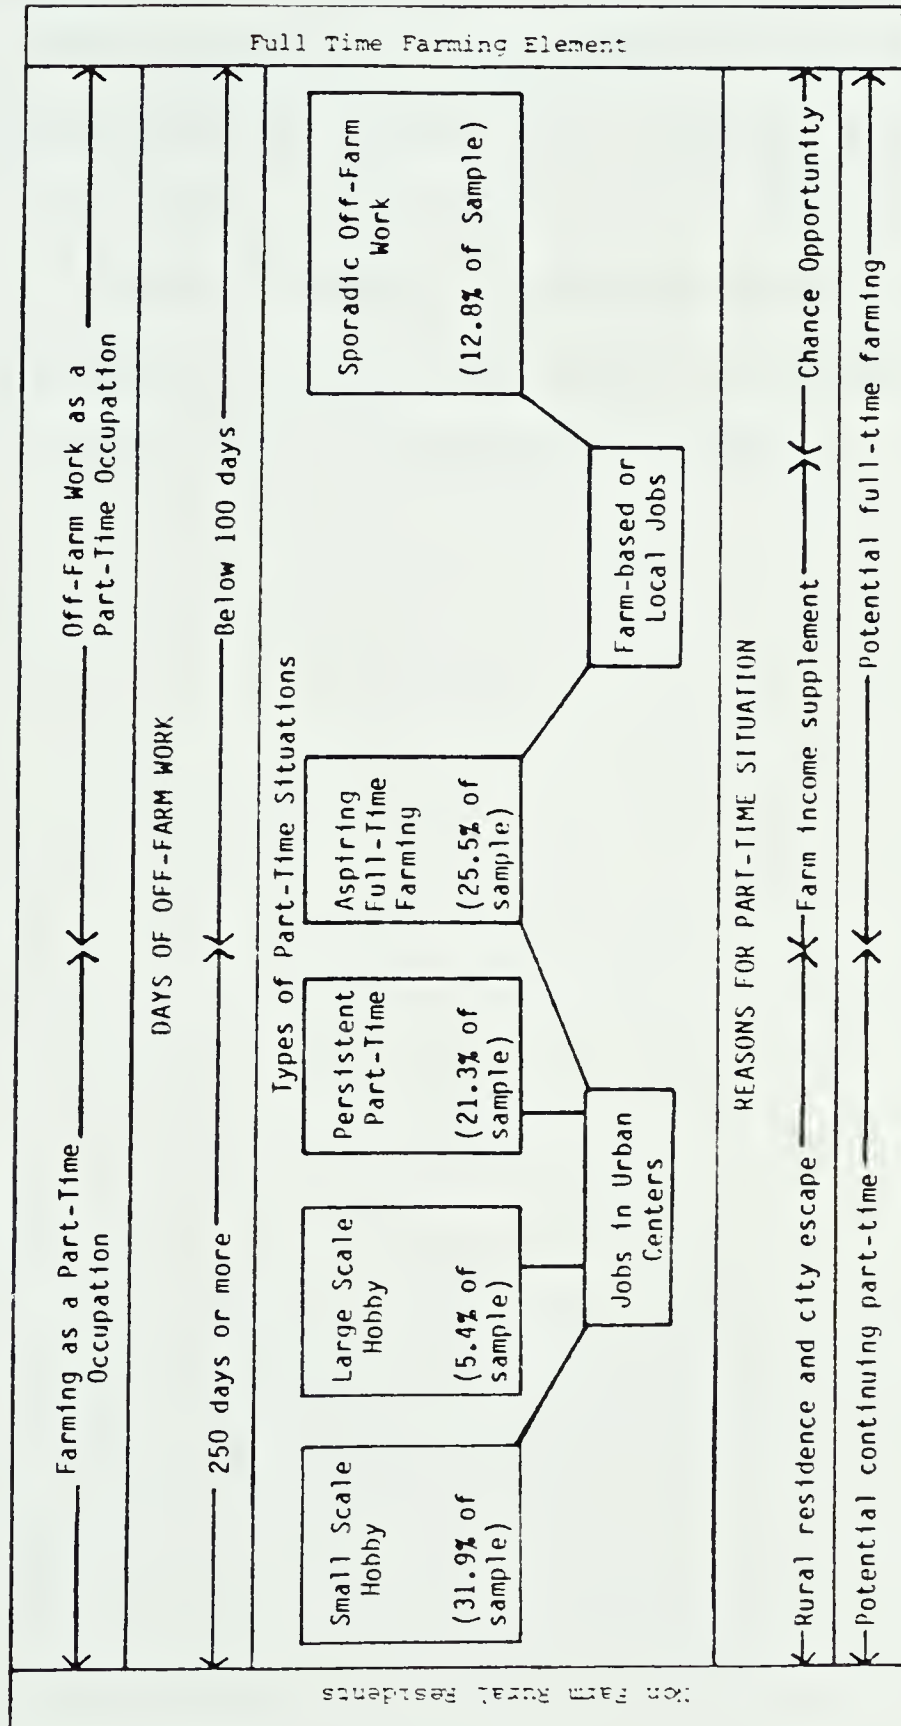 Full Time Farming Element
Farming as a Part-Time
Occupation
Off-Farm Work as a
Part-Time Occupation
DAYS OF OFF-FARM WORK
250 days or more
Below 100 days
Types of Part-Time Situations
Small Scale
Hobby
(31.9% of
sample)
Large Scale
Hobby
(5.4% of
sample)
Persistent
Part-Time
(21.3% of
sample)
Aspiring
Full-Time
Farming
(25.5% of
sample)
Sporadic Off-Farm
Work
(12.8% of Sample)
Jobs in Urban
Centers
Farm-based or
Local Jobs
REASONS FOR PART-TIME SITUATION
Rural residence and city escape
Farm income supplement
Chance Opportunity
Potential continuing part-time
Potential full-time farming
Non Farm Rural Residents